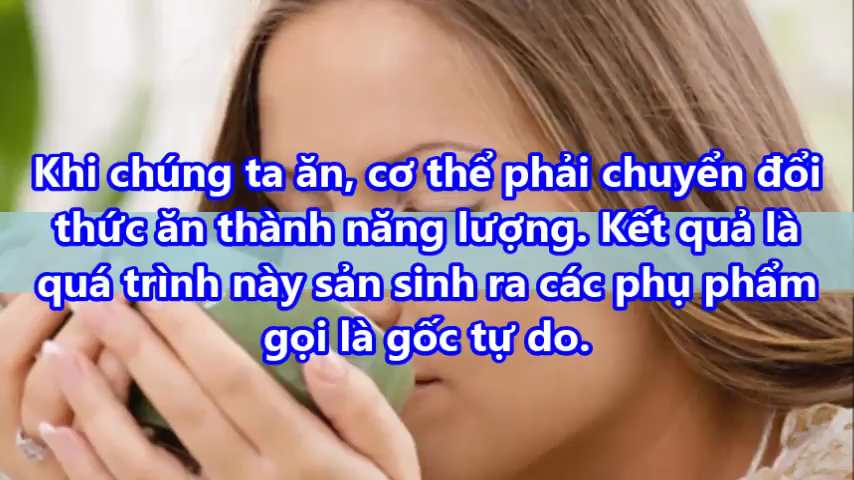 Khi chúng ta ăn, cơ thể phải chuyển đổi
thức ăn thành năng lượng. Kết quả là
quá trình này sản sinh ra các phụ phẩm
gọi là gốc tự do.